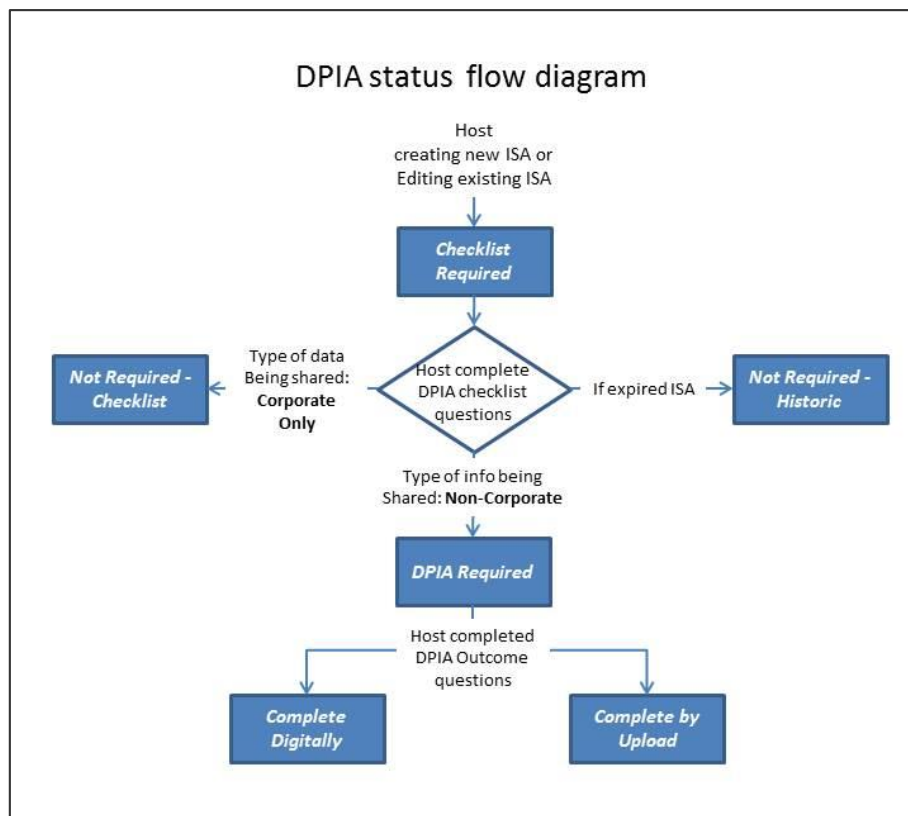 DPIA status flow diagram
Host
creating new ISA or
Editing existing ISA
Checklist
Required
Type of data
Being shared:
Corporate
Only
Not Required -
Checklist
Host complete
DPIA checklist
questions
If expired ISA
Not Required -
Historic
Type of info being
Shared: Non-Corporate
DPIA Required
Host completed
DPIA Outcome
questions
Complete
Digitally
Complete by
Upload